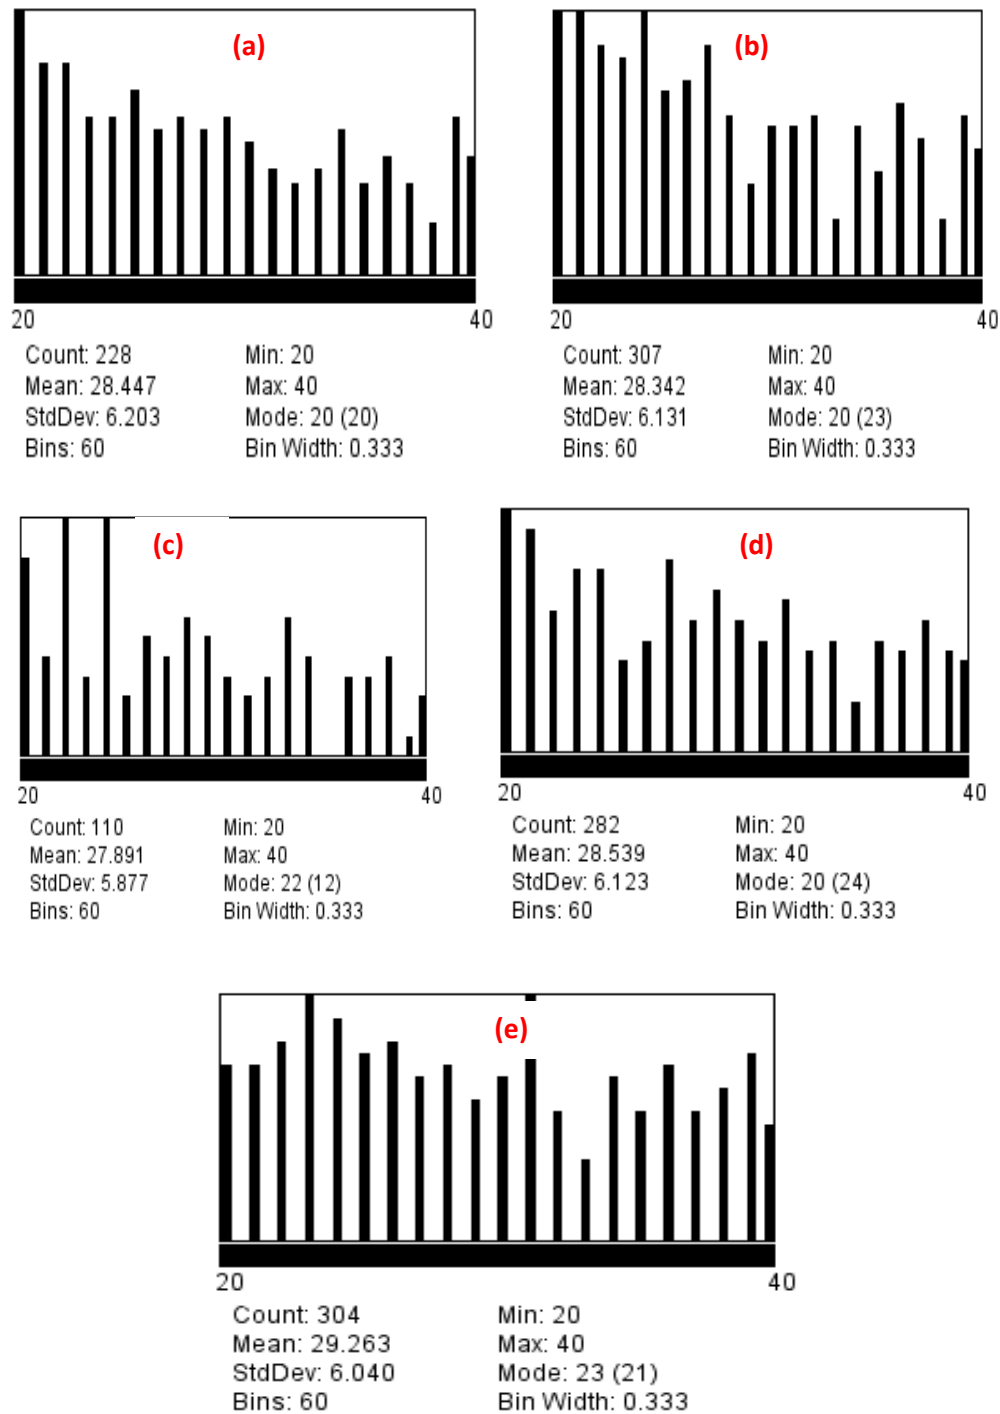 (a)
(b)
20 40
20 40
Count: 228 Min: 20
Mean: 28.447 Max: 40
StdDev: 6.203 Mode: 20 (20)
Bins: 60 Bin Width: 0.333
Count: 307 Min: 20
Mean: 28.342 Max: 40
StdDev: 6.131 Mode: 20 (23)
Bins: 60 Bin Width: 0.333
(c)
(d)
20 40
20 40
Count: 110 Min: 20
Mean: 27.891 Max: 40
StdDev: 5.877 Mode: 22 (12)
Bins: 60 Bin Width: 0.333
Count: 282 Min: 20
Mean: 28.539 Max: 40
StdDev: 6.123 Mode: 20 (24)
Bins: 60 Bin Width: 0.333
(e)
20 40
Count: 304 Min: 20
Mean: 29.263 Max: 40
StdDev: 6.040 Mode: 23 (21)
Bins: 60 Bin Width: 0.333